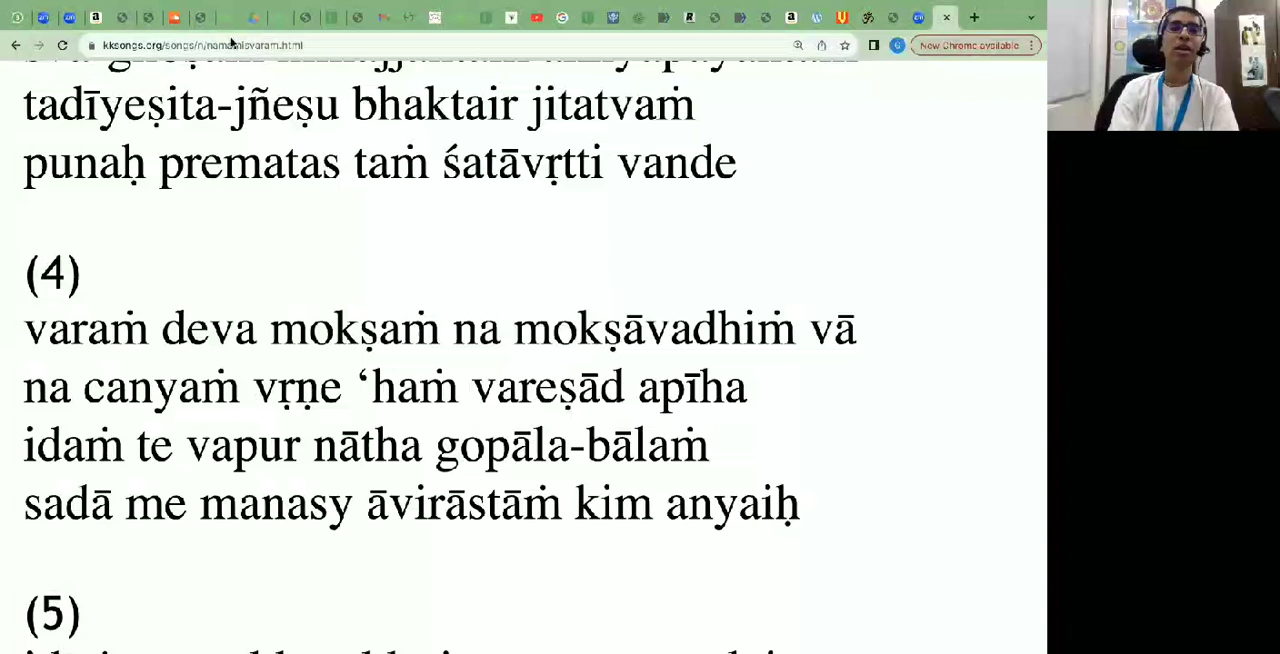 New Chrome available
kksongs.org/songs/n/namamisvaram.html
tadīyeṣita-jñeṣu bhaktair jitatvaṁ
punaḥ prematas taṁ śatāvṛtti vande
(4)
varaṁ deva mokṣaṁ na mokṣāvadhiṁ vā
na canyaṁ vṛṇe ‘haṁ vareṣād apīha
idaṁ te vapur nātha gopāla-bālaṁ
sadā me manasy āvirāstāṁ kim anyaiḥ
(5)